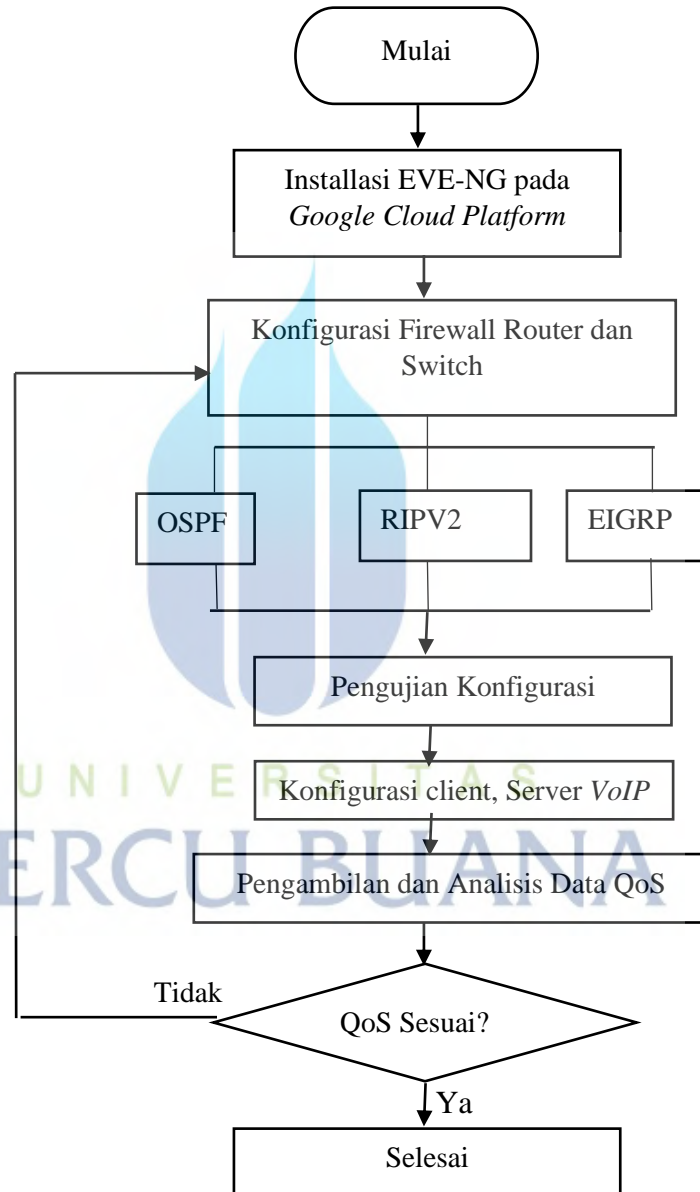 Mulai
Installasi EVE-NG pada
Google Cloud Platform
Konfigurasi Firewall Router dan
Switch
OSPF
RIPV2
EIGRP
Pengujian Konfigurasi
UNIVERSITAS
Konfigurasi client, Server VoIP
ERCU BUANA
Pengambilan dan Analisis Data QoS
Tidak
QoS Sesuai?
Ya
Selesai